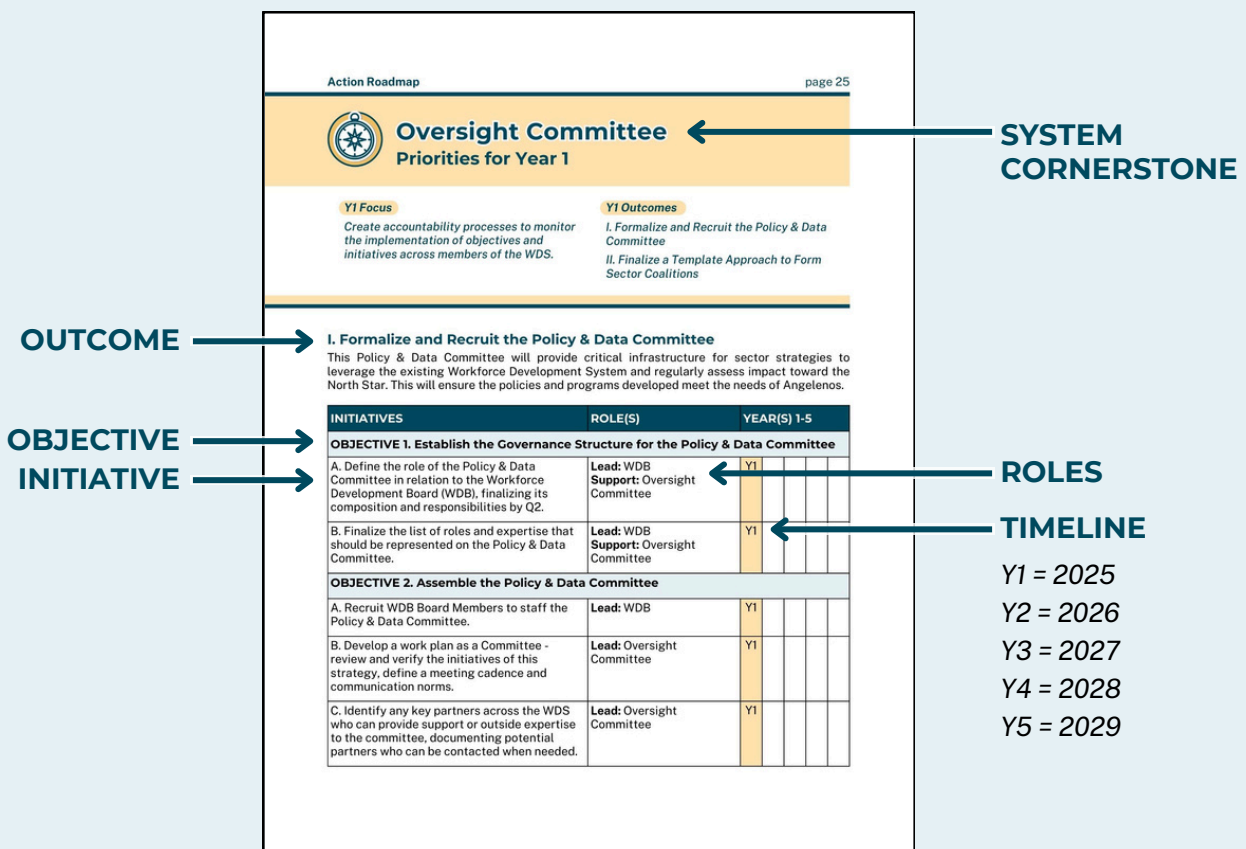 Action Roadmap
page 25
Oversight Committee
Priorities for Year 1
SYSTEM
CORNERSTONE
Y1 Focus
Create accountability processes to monitor
the implementation of objectives and
initiatives across members of the WDS.
Y1 Outcomes
I. Formalize and Recruit the Policy & Data
Committee
II. Finalize a Template Approach to Form
Sector Coalitions
OUTCOME
I. Formalize and Recruit the Policy & Data Committee
This Policy & Data Committee will provide critical infrastructure for sector strategies to
leverage the existing Workforce Development System and regularly assess impact toward the
North Star. This will ensure the policies and programs developed meet the needs of Angelenos.
INITIATIVES
ROLE(S)
YEAR(S) 1-5
OBJECTIVE
OBJECTIVE 1. Establish the Governance Structure for the Policy & Data Committee
INITIATIVE
A. Define the role of the Policy & Data
Committee in relation to the Workforce
Development Board (WDB), finalizing its
composition and responsibilities by Q2.
Lead: WDB
Support: Oversight
Committee
Y1
ROLES
B. Finalize the list of roles and expertise that
should be represented on the Policy & Data
Committee.
Lead: WDB
Support: Oversight
Committee
Y1
TIMELINE
Y1 = 2025
Y2 = 2026
Y3 = 2027
Y4 = 2028
Y5 = 2029
OBJECTIVE 2. Assemble the Policy & Data Committee
A. Recruit WDB Board Members to staff the
Policy & Data Committee.
Lead: WDB
Y1
B. Develop a work plan as a Committee -
review and verify the initiatives of this
strategy, define a meeting cadence and
communication norms.
Lead: Oversight
Committee
Y1
C. Identify any key partners across the WDS
who can provide support or outside expertise
to the committee, documenting potential
partners who can be contacted when needed.
Lead: Oversight
Committee
Y1